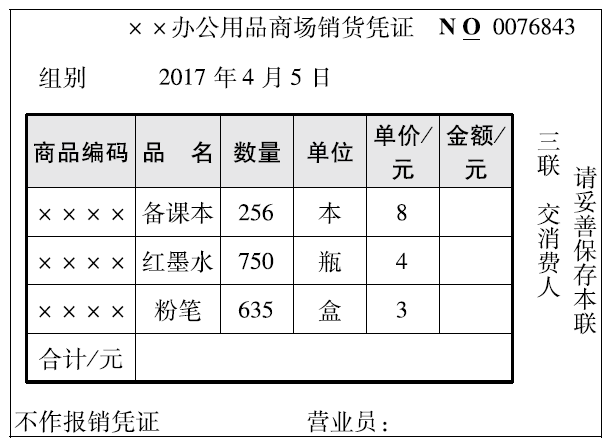 ××办公用品商场销货凭证 NO 0076843
组别 2017年4月5日
商品编码 品 名 数量 单位 单价/元 金额/元
×××× 备课本 256 本 8
×××× 红墨水 750 瓶 4
×××× 粉笔 635 盒 3
合计/元
三联 交消费人
请妥善保存本联
不作报销凭证 营业员：